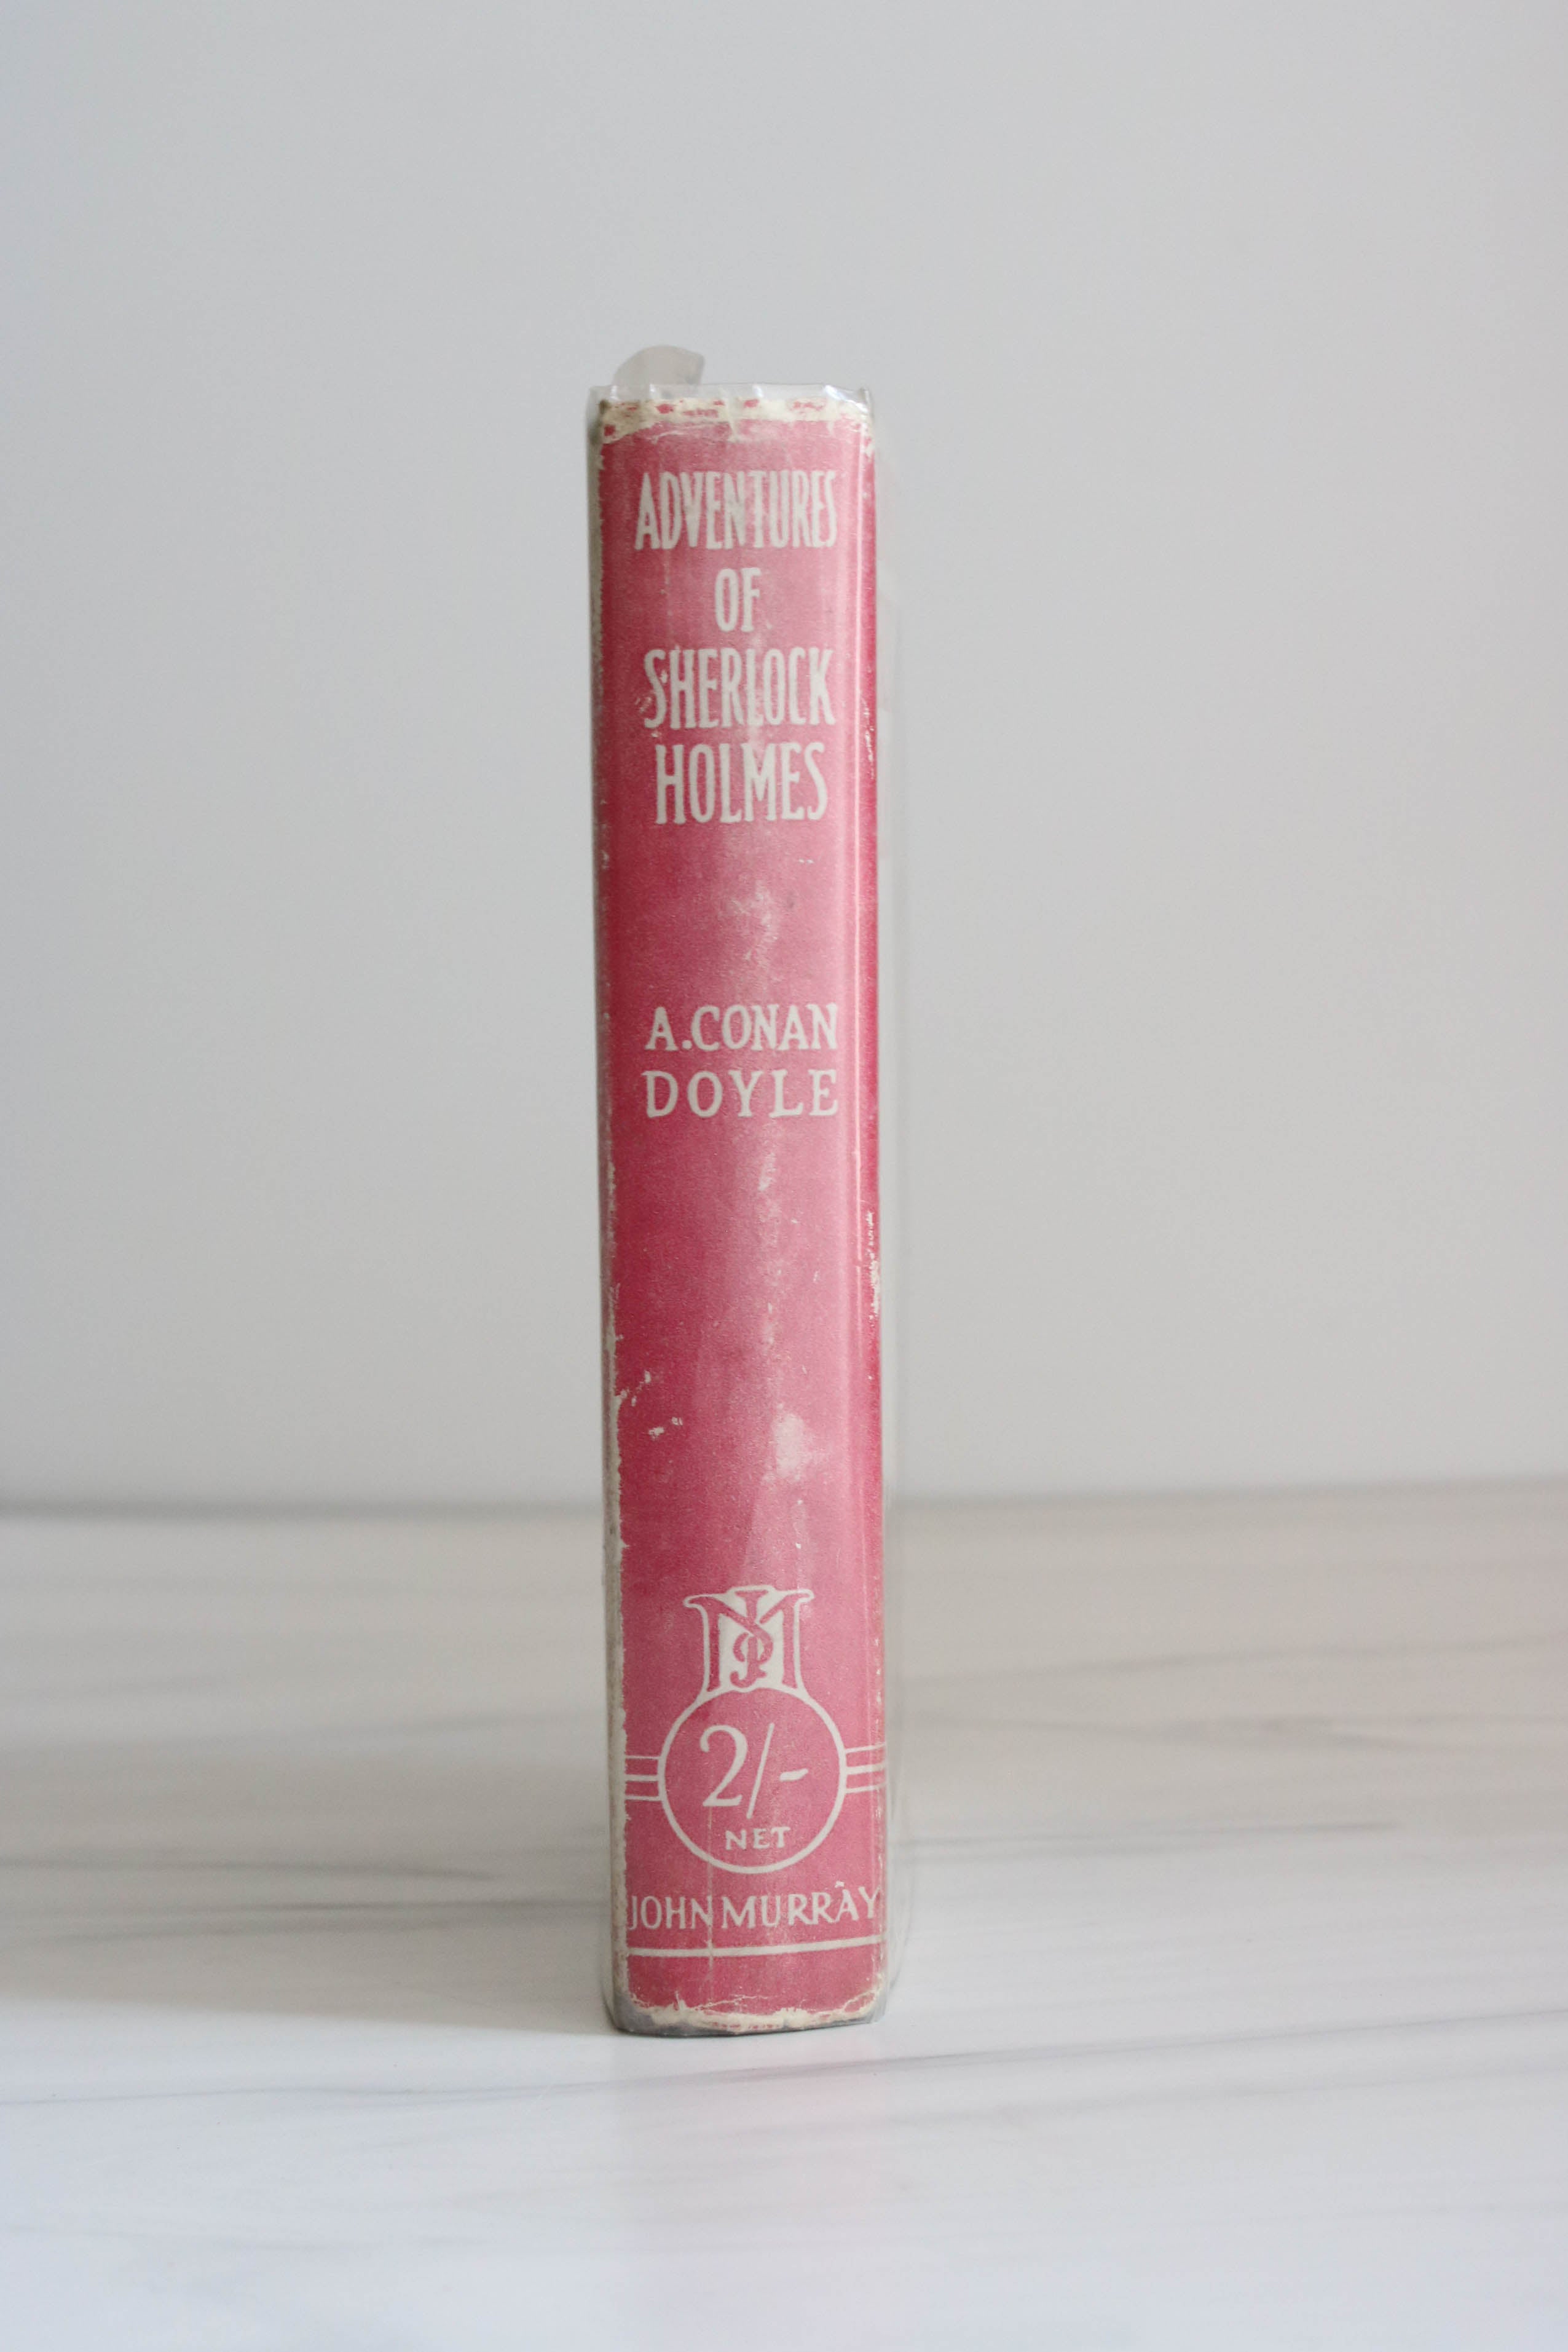 ADVENTURES
OF
SHERLOCK
HOLMES
A. CONAN
DOYLE
JM
2/-
NET
JOHN MURRAY